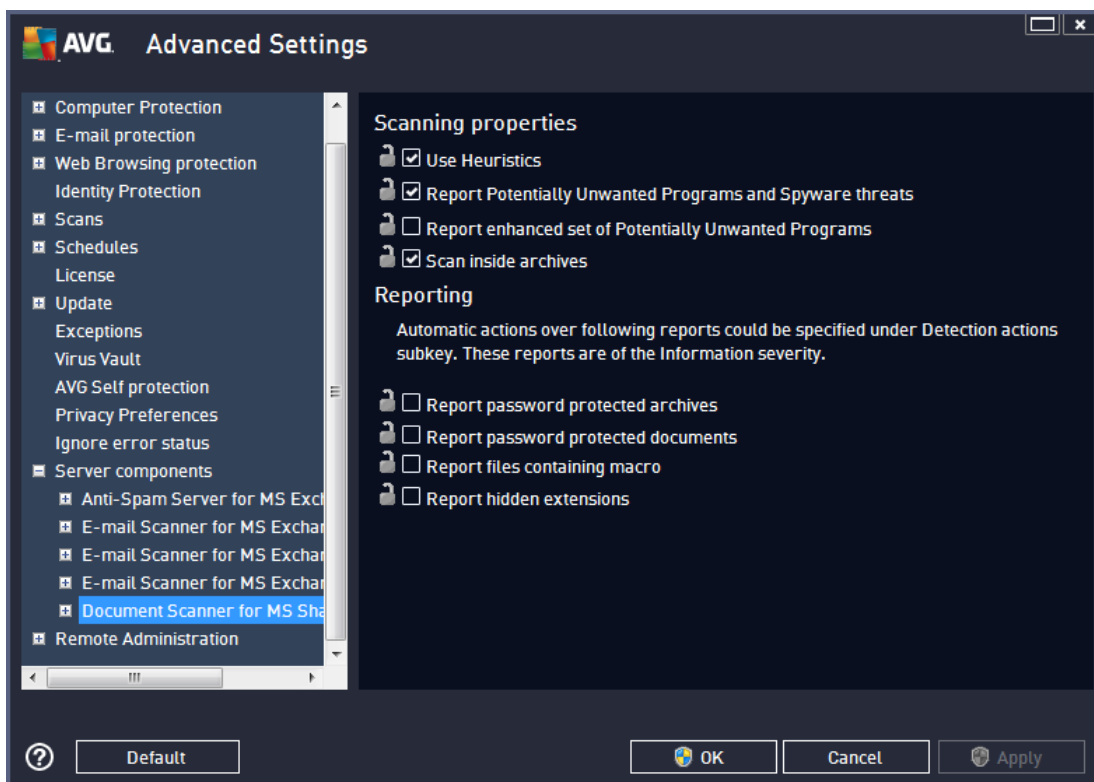 AVG. Advanced Settings
Computer Protection
E-mail protection
Web Browsing protection
Identity Protection
Scans
Schedules
License
Update
Exceptions
Virus Vault
AVG Self protection
Privacy Preferences
Ignore error status
Server components
Anti-Spam Server for MS Exch
E-mail Scanner for MS Exchar
E-mail Scanner for MS Exchar
E-mail Scanner for MS Exchar
Document Scanner for MS Sha
Remote Administration
Scanning properties
Use Heuristics
Report Potentially Unwanted Programs and Spyware threats
Report enhanced set of Potentially Unwanted Programs
Scan inside archives
Reporting
Automatic actions over following reports could be specified under Detection actions
subkey. These reports are of the Information severity.
Report password protected archives
Report password protected documents
Report files containing macro
Report hidden extensions
Default
OK
Cancel
Apply